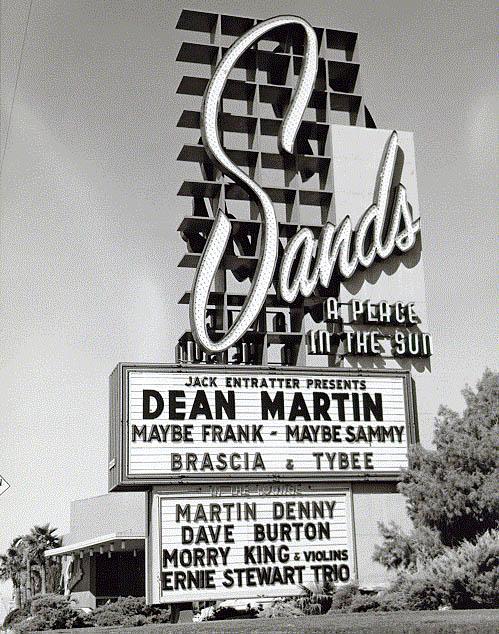 Sands
A PLACE
IN THE SUN
JACK ENTRATTER PRESENTS
DEAN MARTIN
MAYBE FRANK - MAYBE SAMMY
BRASCIA & TYBEE
IN THE LOUNGE
MARTIN DENNY
DAVE BURTON
MORRY KING & VIOLINS
ERNIE STEWART TRIO